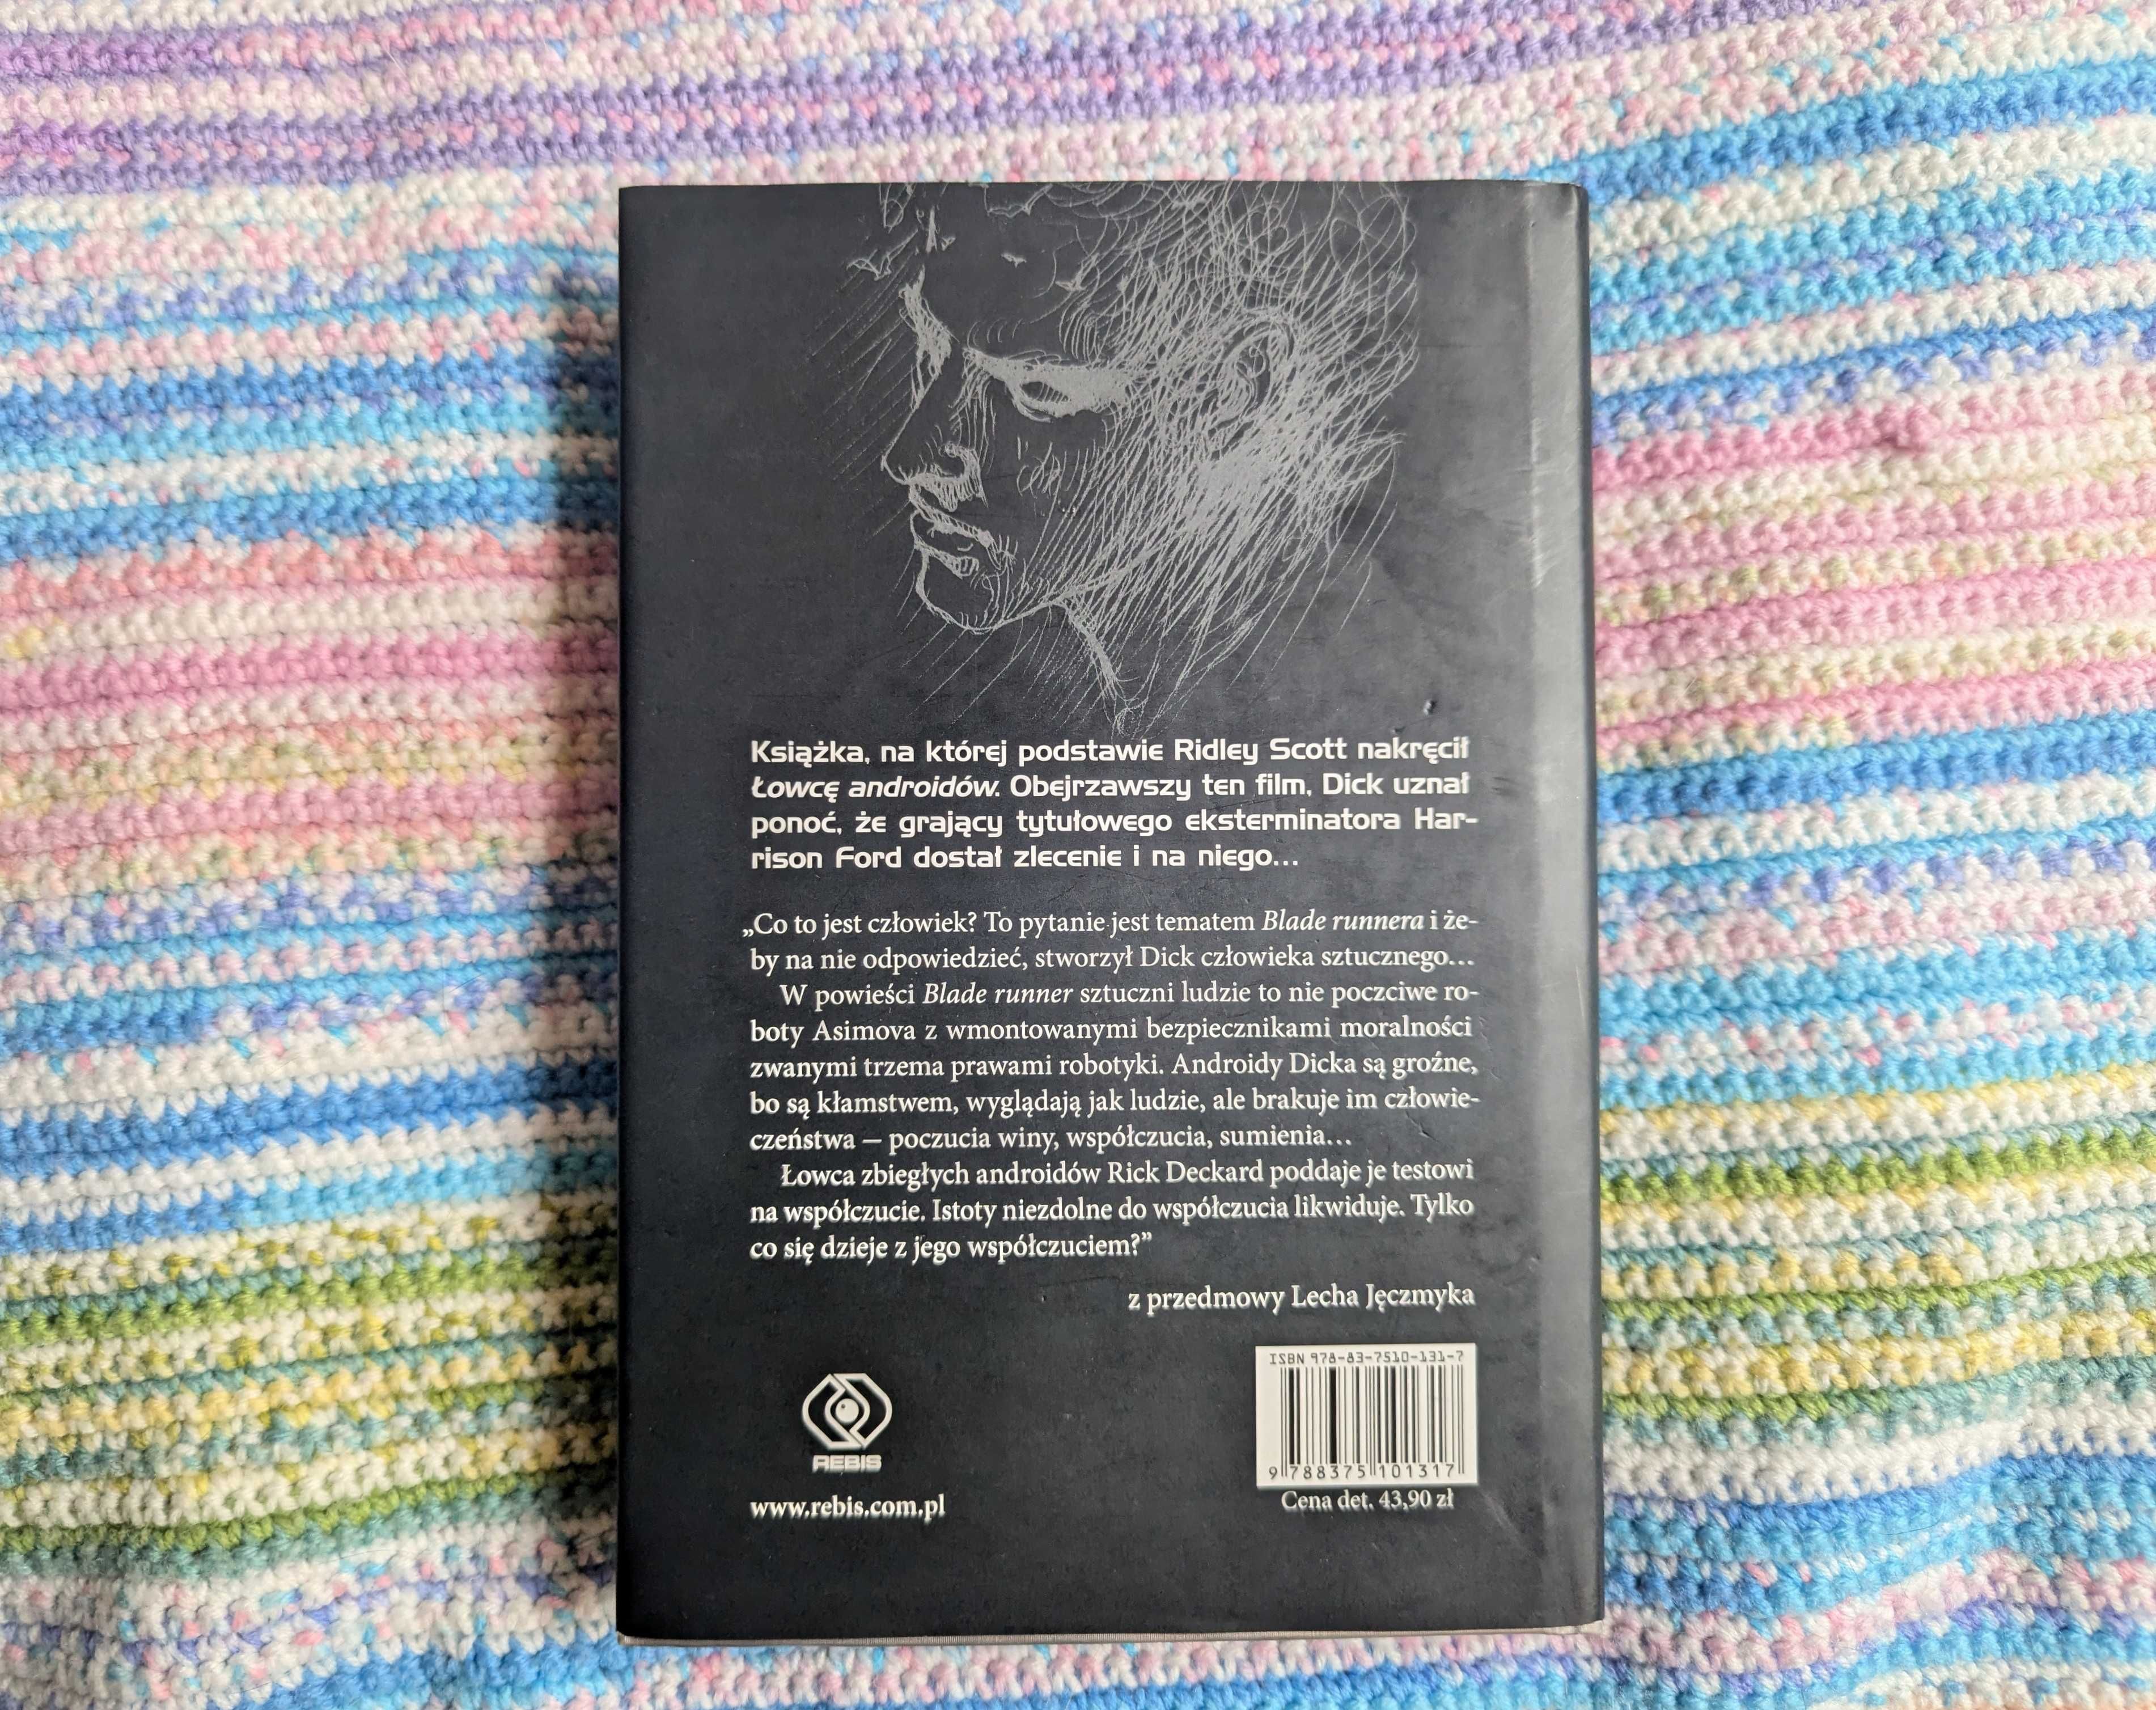 Książka, na której podstawie Ridley Scott nakręcił
Łowcę androidów. Obejrzawszy ten film, Dick uznał
ponoć, że grający tytułowego eksterminatora Har-
rison Ford dostał zlecenie i na niego...
„Co to jest człowiek? To pytanie jest tematem Blade runnera i że-
by na nie odpowiedzieć, stworzył Dick człowieka sztucznego...
W powieści Blade runner sztuczni ludzie to nie poczciwe ro-
boty Asimova z wmontowanymi bezpiecznikami moralności
zwanymi trzema prawami robotyki. Androidy Dicka są groźne,
bo są kłamstwem, wyglądają jak ludzie, ale brakuje im człowie-
czeństwa – poczucia winy, współczucia, sumienia...
Łowca zbiegłych androidów Rick Deckard poddaje je testowi
na współczucie. Istoty niezdolne do współczucia likwiduje. Tylko
co się dzieje z jego współczuciem?”
z przedmowy Lecha Jęczmyka
REBIS
www.rebis.com.pl
ISBN 978-83-7510-131-7
9 788375 101317
Cena det. 43,90 zł